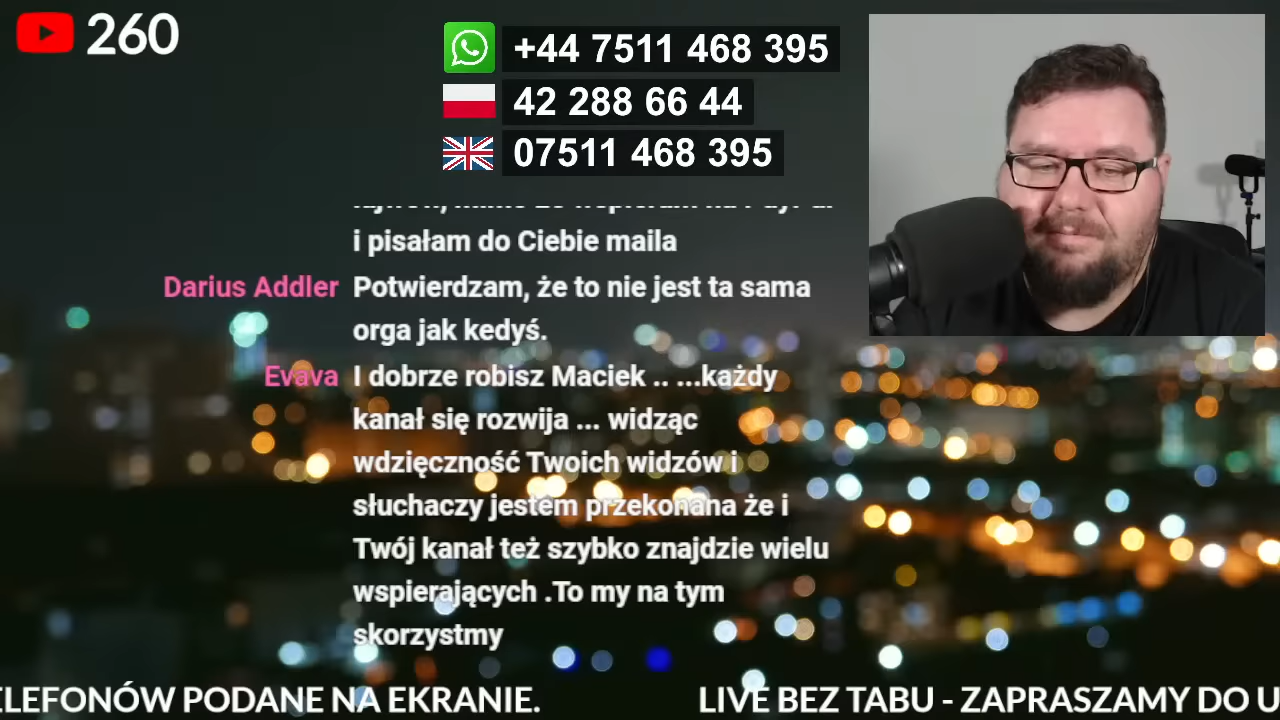 260
+44 7511 468 395
42 288 66 44
07511 468 395
i pisałam do Ciebie maila
Darius Addler Potwierdzam, że to nie jest ta sama
orga jak kedyś.
Evava I dobrze robisz Maciek .. ...każdy
kanał się rozwija ... widząc
wdzięczność Twoich widzów i
słuchaczy jestem przekonana że i
Twój kanał też szybko znajdzie wielu
wspierających .To my na tym
skorzystmy
ELEFONÓW PODANE NA EKRANIE. LIVE BEZ TABU - ZAPRASZAMY DO U